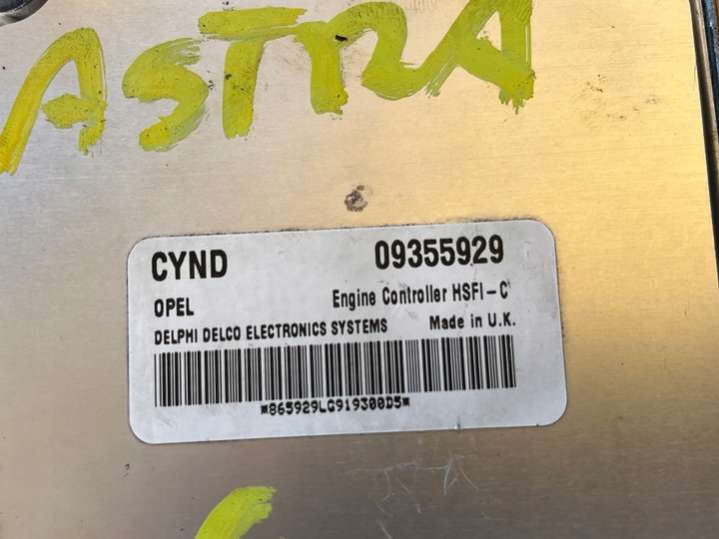 ASTRA
CYND 09355929
OPEL Engine Controller HSFI-C
DELPHI DELCO ELECTRONICS SYSTEMS Made in U.K.
*865929LG919300D5*